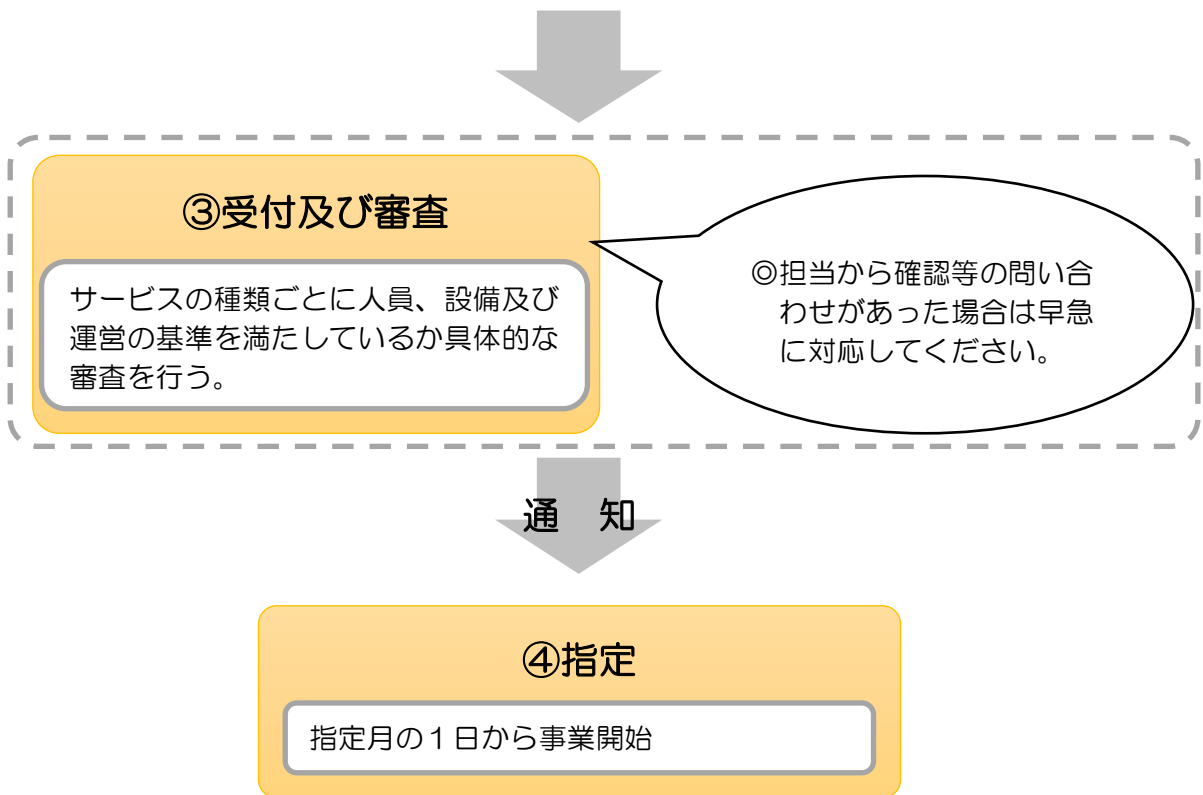 ③受付及び審査
サービスの種類ごとに人員、設備及び
運営の基準を満たしているか具体的な
審査を行う。
◎担当から確認等の問い合
わせがあった場合は早急
に対応してください。
通　知
④指定
指定月の１日から事業開始